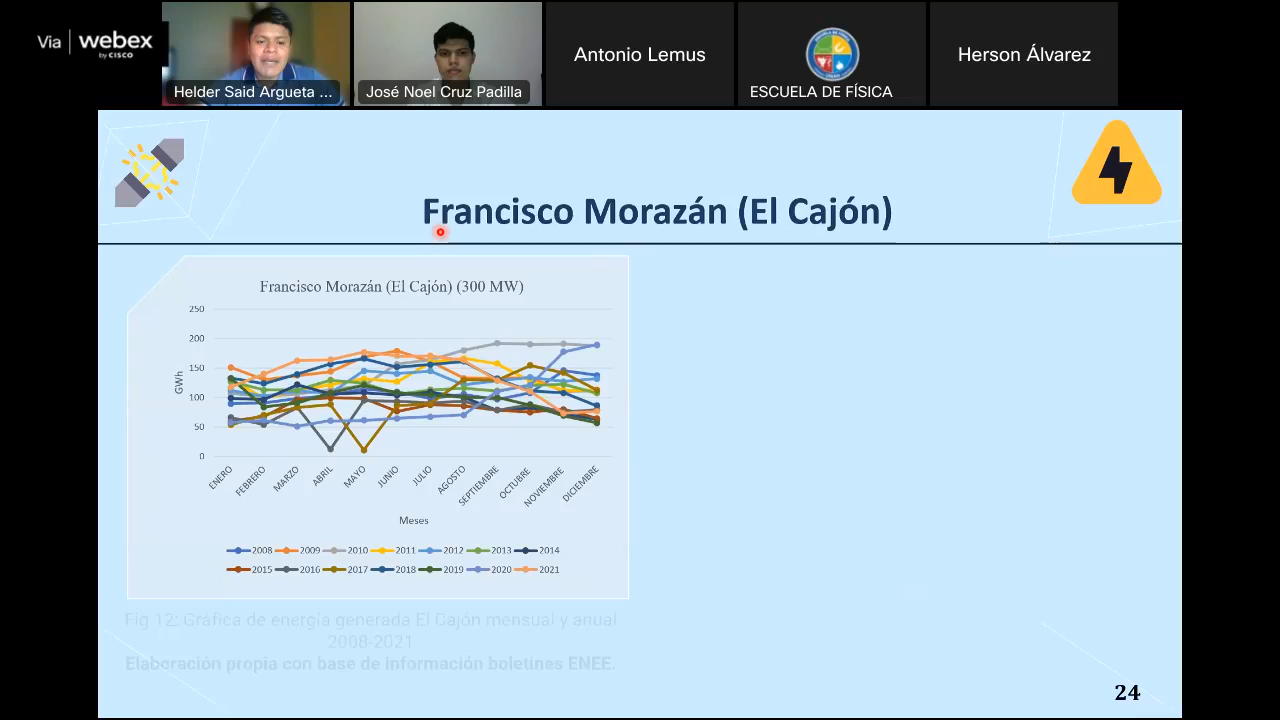 Via | webex
by CISCO
Helder Said Argueta ...
José Noel Cruz Padilla
Antonio Lemus
ESCUELA DE FÍSICA
Herson Álvarez
Francisco Morazán (El Cajón)
Francisco Morazán (El Cajón) (300 MW)
250
200
150
100
50
0
GWh
ENERO
FEBRERO
MARZO
ABRIL
MAYO
JUNIO
JULIO
AGOSTO
SEPTIEMBRE
OCTUBRE
NOVIEMBRE
DICIEMBRE
Meses
2008 2009 2010 2011 2012 2013 2014
2015 2016 2017 2018 2019 2020 2021
Fig 12: Gráfica de energía generada El Cajón mensual y anual
2008-2021
Elaboración propia con base de información boletines ENEE.
24